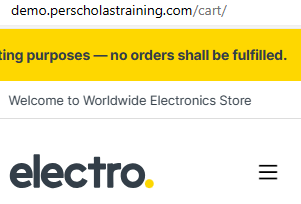 demo.perscholastraining.com/cart/
ting purposes — no orders shall be fulfilled.
Welcome to Worldwide Electronics Store
electro.